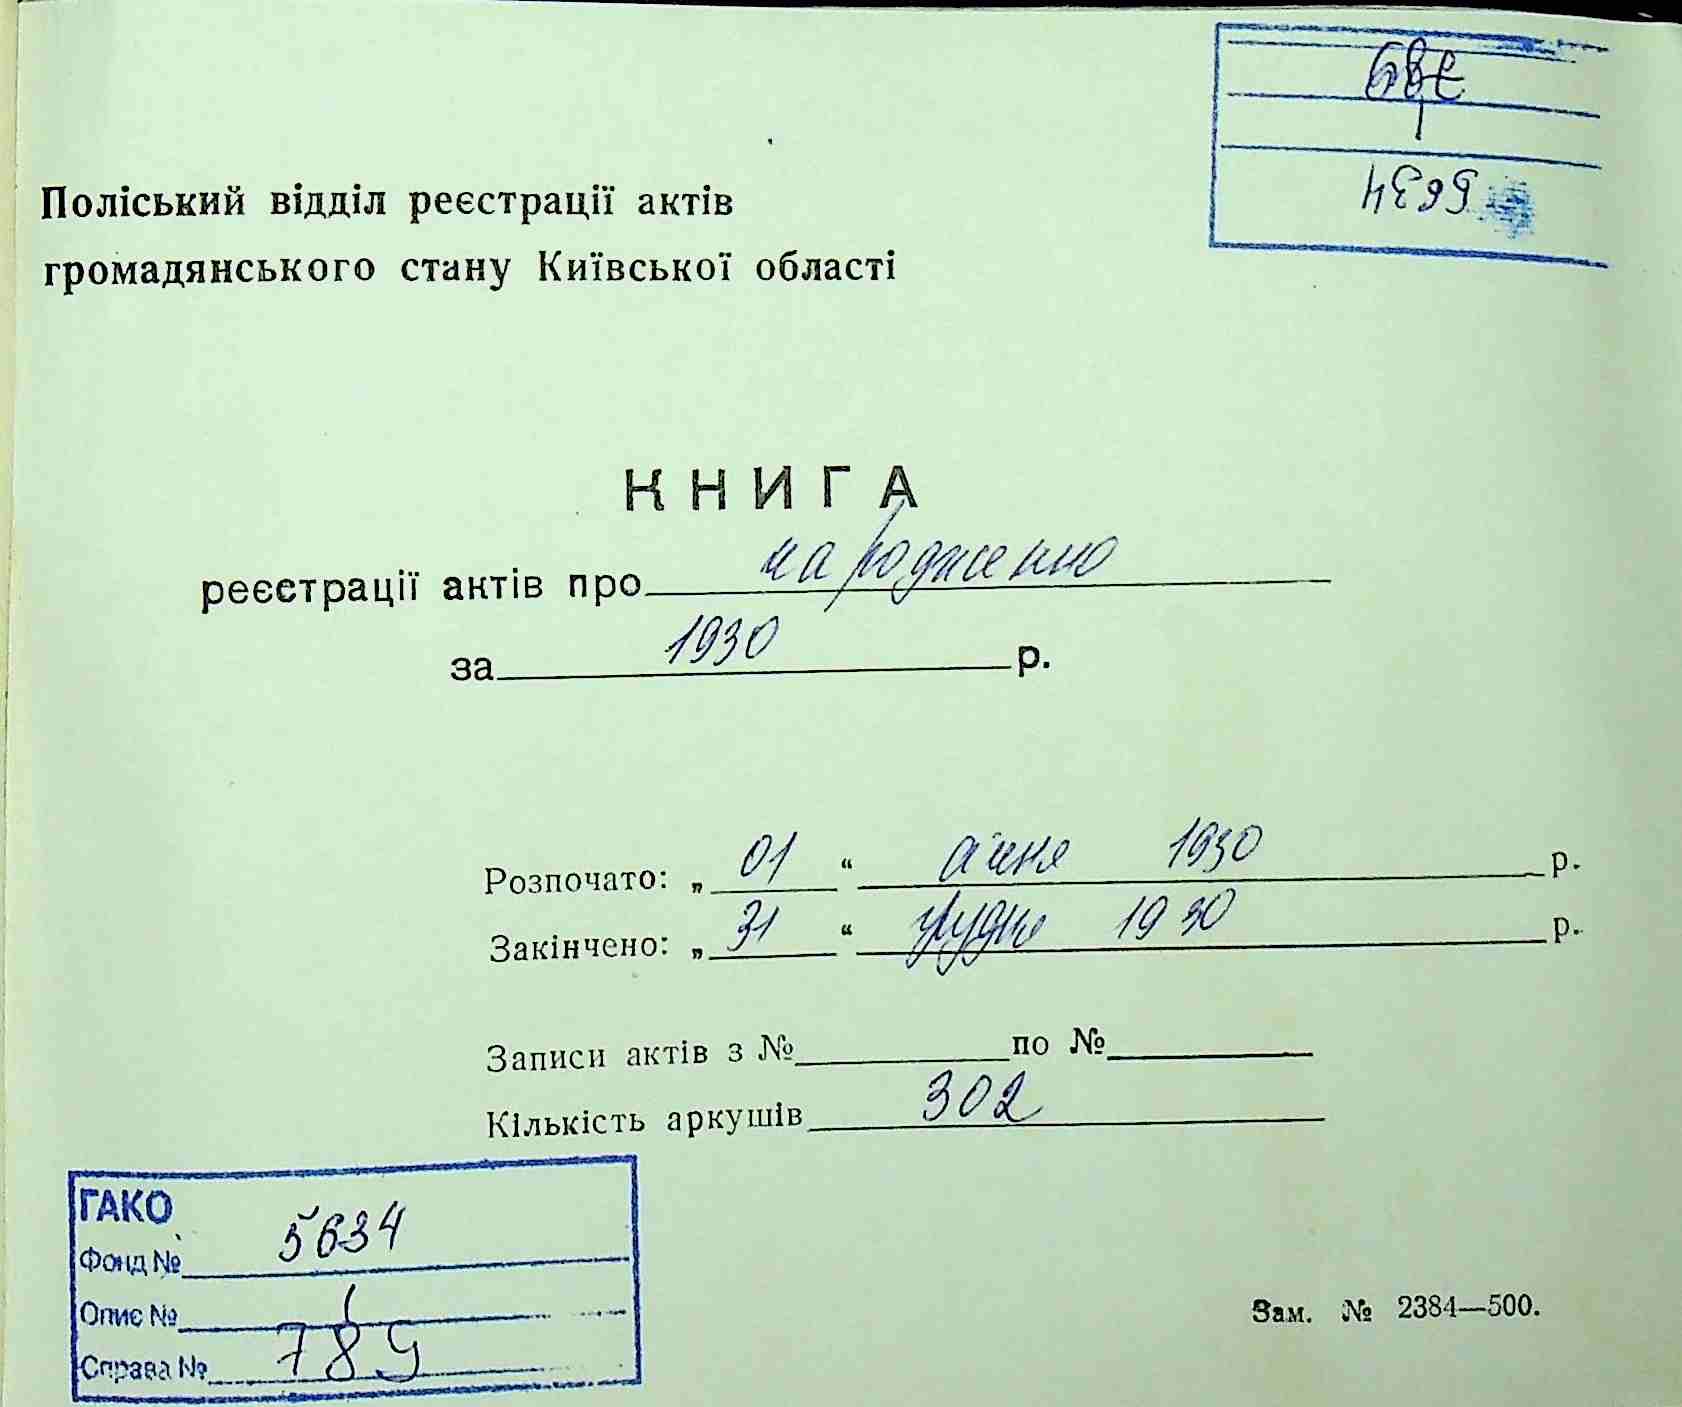 789
1
5634
Поліський відділ реєстрації актів
громадянського стану Київської області
КНИГА
реєстрації актів про народження
за 1930 р.
Розпочато: „ 01 “ січня 1930 р.
Закінчено: „ 31 “ грудня 1930 р.
Записи актів з № по №
Кількість аркушів 302
ГАКО
Фонд № 5634
Опис № 1
Справа № 789
Зам. № 2384—500.